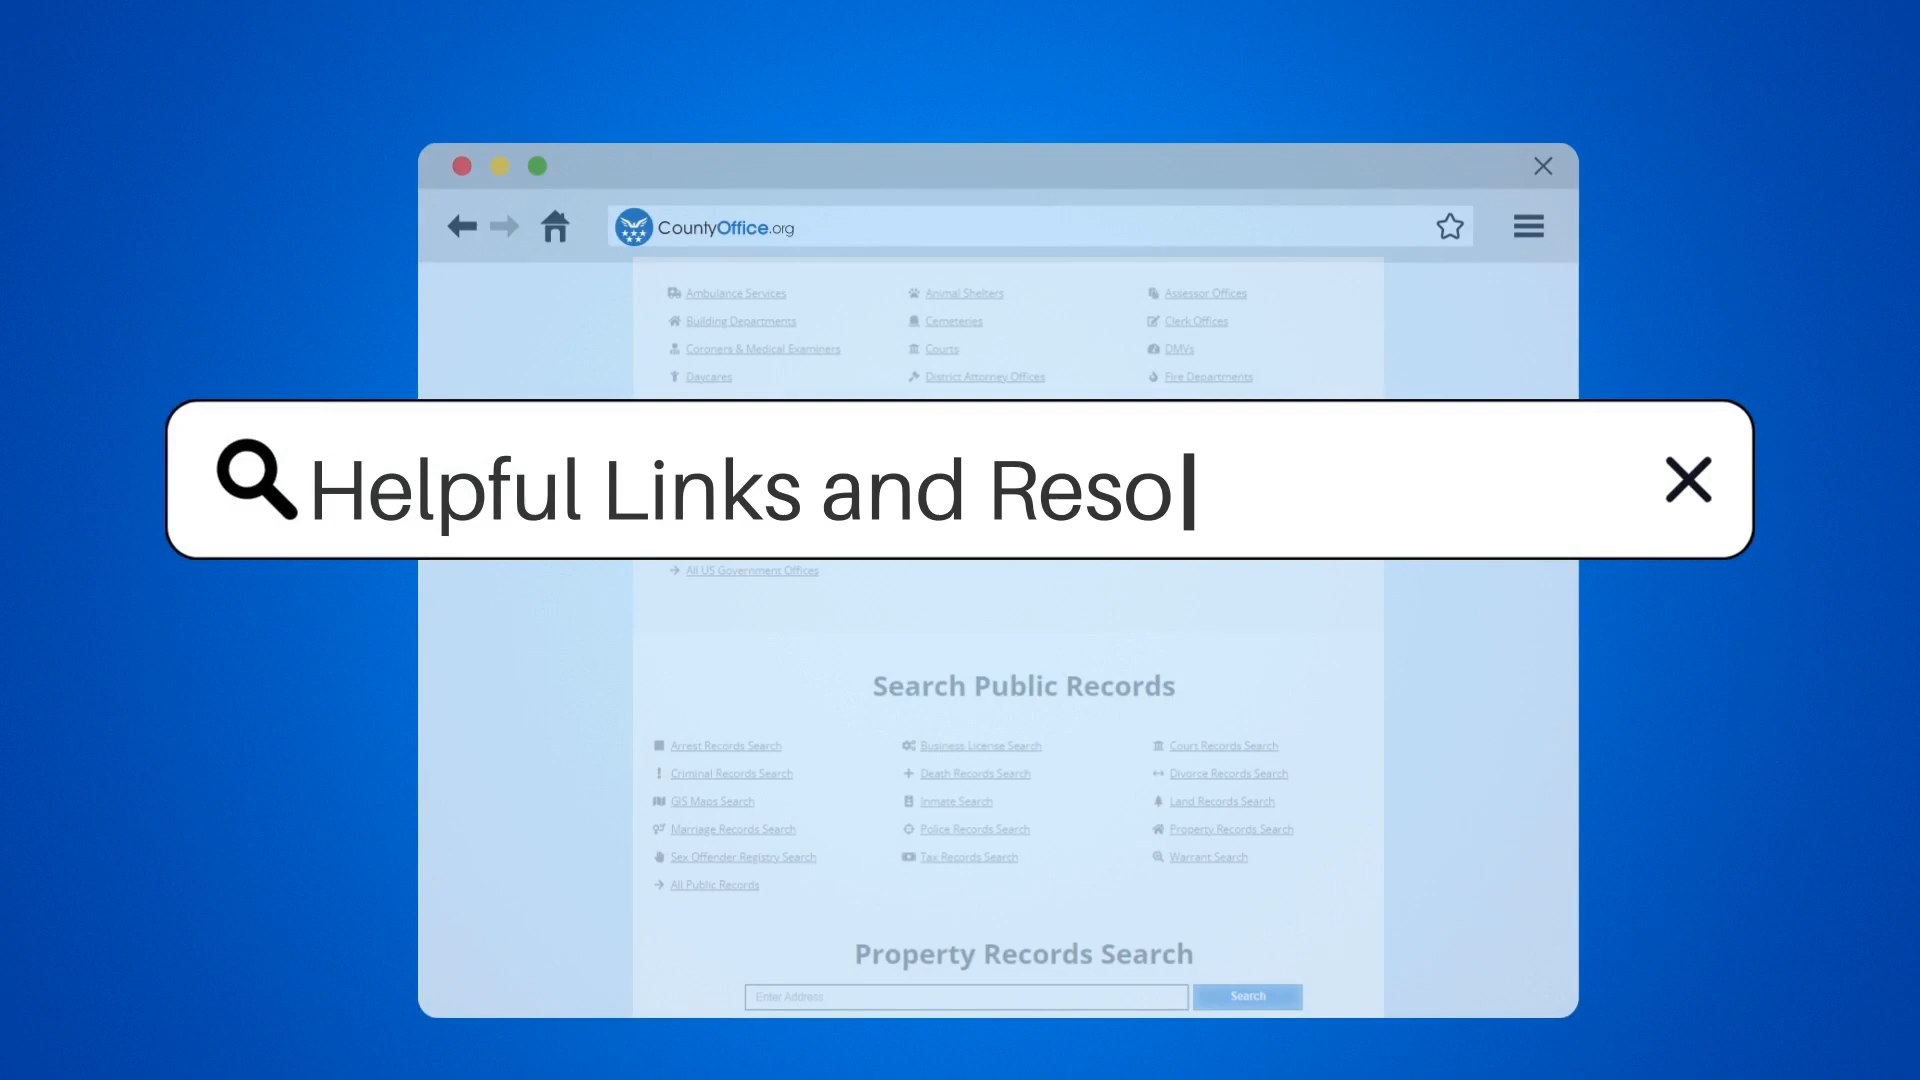 CountyOffice.org
Ambulance Services Animal Shelters Assessor Offices
Building Departments Cemeteries Clerk Offices
Coroners & Medical Examiners Courts DMVs
Daycares District Attorney Offices Fire Departments
Helpful Links and Reso
All US Government Offices
Search Public Records
Arrest Records Search Business License Search Court Records Search
Criminal Records Search Death Records Search Divorce Records Search
GIS Maps Search Inmate Search Land Records Search
Marriage Records Search Police Records Search Property Records Search
Sex Offender Registry Search Tax Records Search Warrant Search
All Public Records
Property Records Search
Enter Address Search